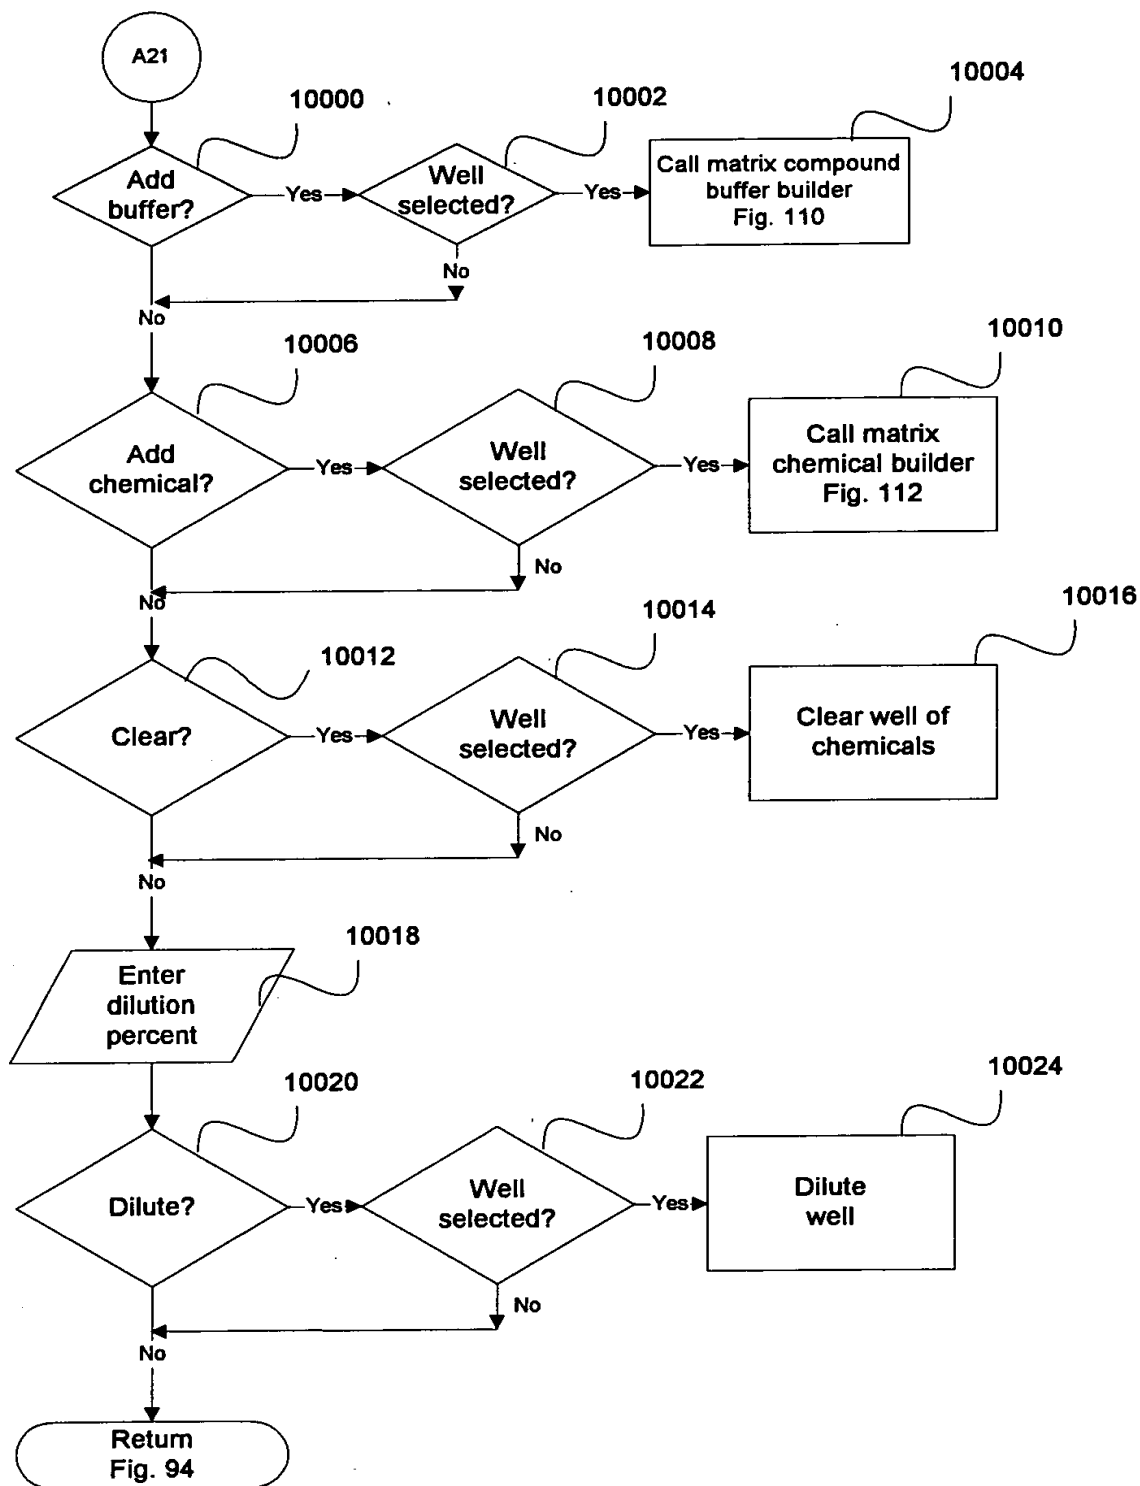 A21
10000
10002
10004
Add
buffer?
Yes
Well
selected?
Yes
Call matrix compound
buffer builder
Fig. 110
No
No
10006
10008
10010
Add
chemical?
Yes
Well
selected?
Yes
Call matrix
chemical builder
Fig. 112
No
No
10012
10014
10016
Clear?
Yes
Well
selected?
Yes
Clear well of
chemicals
No
No
10018
Enter
dilution
percent
10020
10022
10024
Dilute?
Yes
Well
selected?
Yes
Dilute
well
No
No
Return
Fig. 94